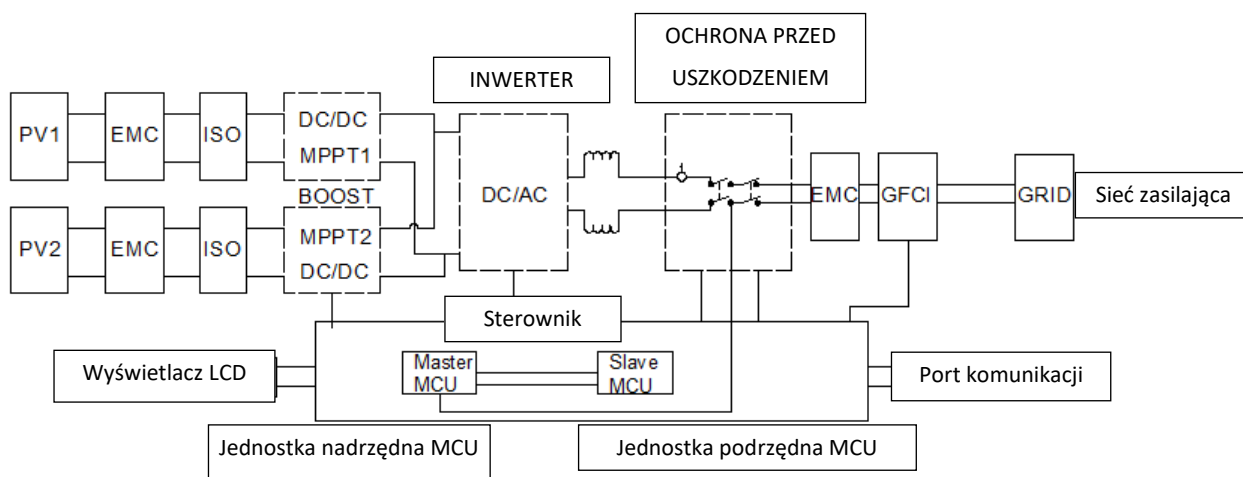 OCHRONA PRZED
USZKODZENIEM
INWERTER
PV1
EMC
ISO
DC/DC
MPPT1
BOOST
PV2
EMC
ISO
MPPT2
DC/DC
DC/AC
EMC
GFCI
GRID
Sieć zasilająca
Sterownik
Wyświetlacz LCD
Master
MCU
Slave
MCU
Port komunikacji
Jednostka nadrzędna MCU
Jednostka podrzędna MCU